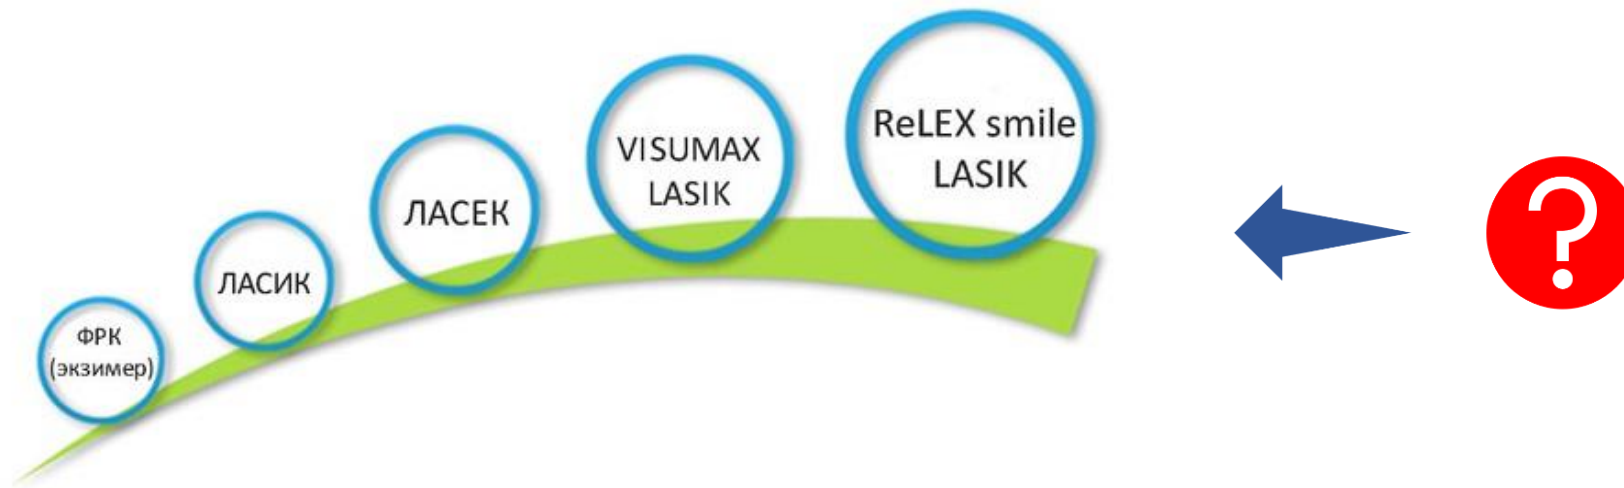 ФРК
(экзимер)
ЛАСИК
ЛАСЕК
VISUMAX
LASIK
ReLEX smile
LASIK
?